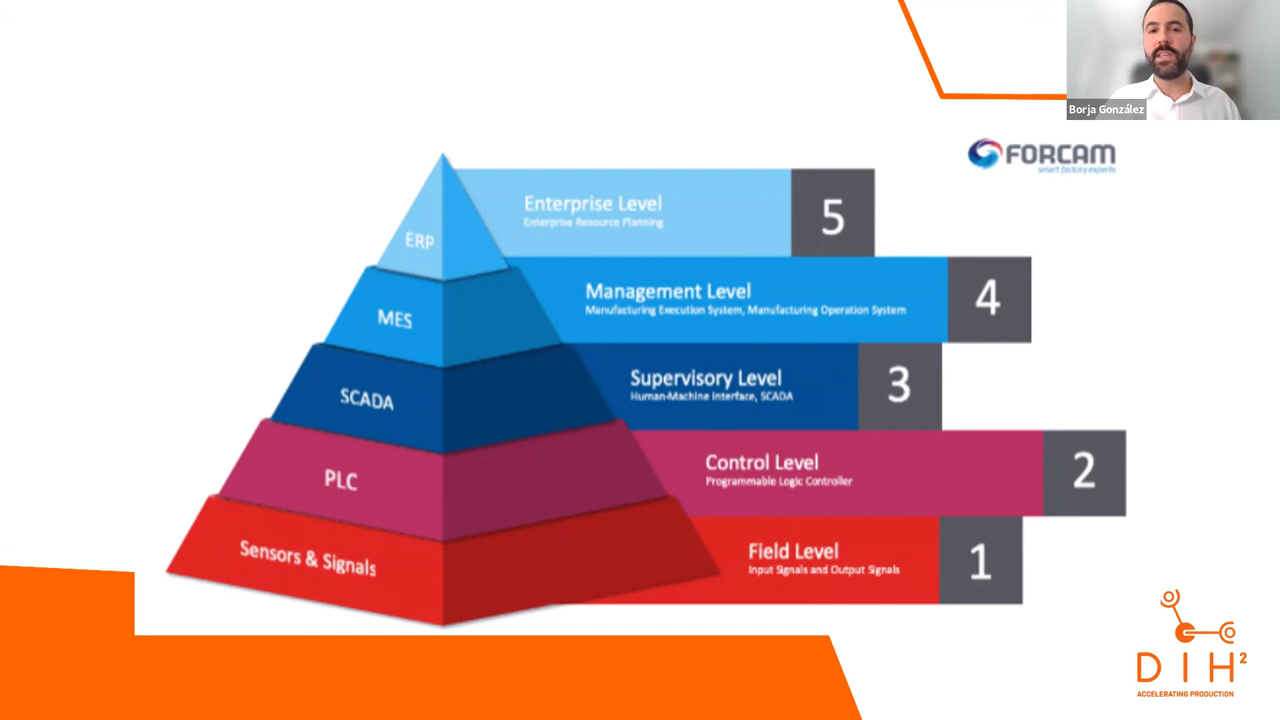 Borja González
FORCAM
smart factory experts
ERP
Enterprise Level
Enterprise Resource Planning
5
MES
Management Level
Manufacturing Execution System, Manufacturing Operation System
4
SCADA
Supervisory Level
Human-Machine Interface, SCADA
3
PLC
Control Level
Programmable Logic Controller
2
Sensors & Signals
Field Level
Input Signals and Output Signals
1
DIH²
ACCELERATING PRODUCTION